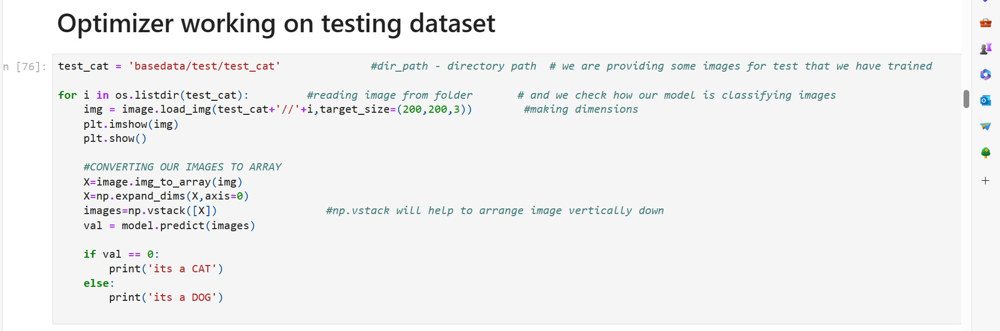 Optimizer working on testing dataset
n [76]:
test_cat = 'basedata/test/test_cat' #dir_path - directory path # we are providing some images for test that we have trained
for i in os.listdir(test_cat): #reading image from folder # and we check how our model is classifying images
img = image.load_img(test_cat+'//'+i,target_size=(200,200,3)) #making dimensions
plt.imshow(img)
plt.show()
#CONVERTING OUR IMAGES TO ARRAY
X=image.img_to_array(img)
X=np.expand_dims(X,axis=0)
images=np.vstack([X]) #np.vstack will help to arrange image vertically down
val = model.predict(images)
if val == 0:
print('its a CAT')
else:
print('its a DOG')